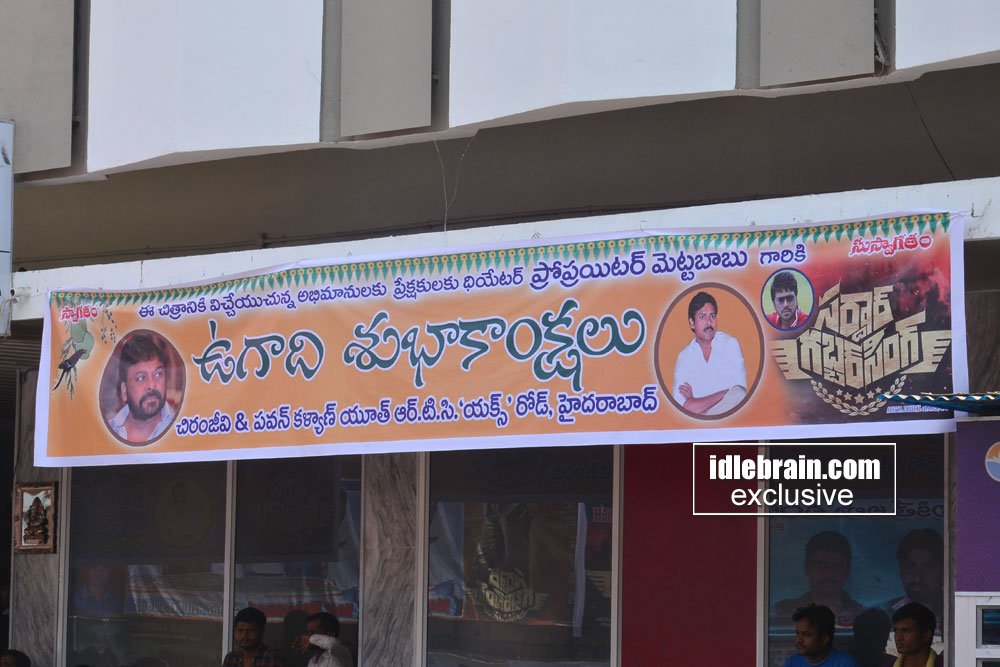 స్వాగతం
ఈ చిత్రానికి విచ్చేయుచున్న అభిమానులకు ప్రేక్షకులకు థియేటర్ ప్రోప్రయిటర్ మెట్టబాబు గారికి
సుస్వాగతం
ఉగాది శుభాకాంక్షలు
సర్దార్
గబ్బర్ సింగ్
చిరంజీవి & పవన్ కళ్యాణ్ యూత్ ఆర్.టి.సి. 'యక్స్' రోడ్, హైదరాబాద్
idlebrain.com
exclusive